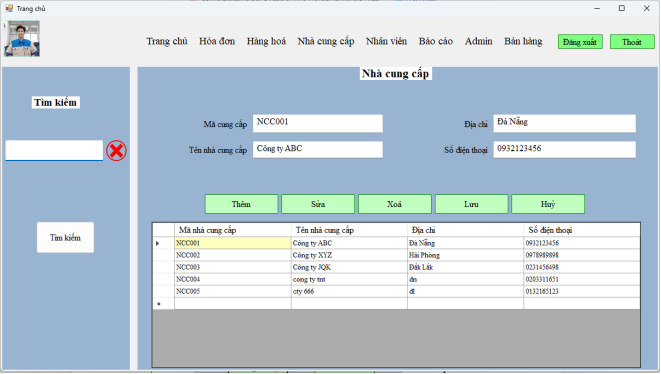 Trang chủ
Trang chủ Hóa đơn Hàng hoá Nhà cung cấp Nhân viên Báo cáo Admin Bán hàng Đăng xuất Thoát
Nhà cung cấp
Tìm kiếm
Mã cung cấp NCC001 Địa chỉ Đà Nẵng
Tên nhà cung cấp Công ty ABC Số điện thoại 0932123456
Thêm Sửa Xoá Lưu Huỷ
Tìm kiếm
Mã nhà cung cấp Tên nhà cung cấp Địa chỉ Số điện thoại
NCC001 Công ty ABC Đà Nẵng 0932123456
NCC002 Công ty XYZ Hải Phòng 0978989898
NCC003 Công ty JQK Đắk Lắk 0231456498
NCC004 cong ty tnt dn 0203311651
NCC005 cty 666 dl 0132165123